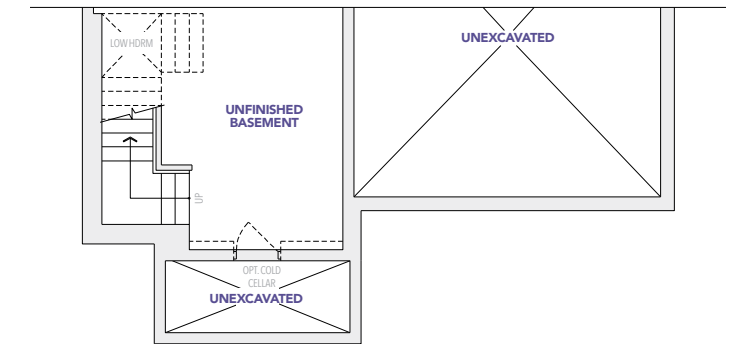 LOW HDRM
UNEXCAVATED
UNFINISHED
BASEMENT
UP
OPT. COLD
CELLAR
UNEXCAVATED